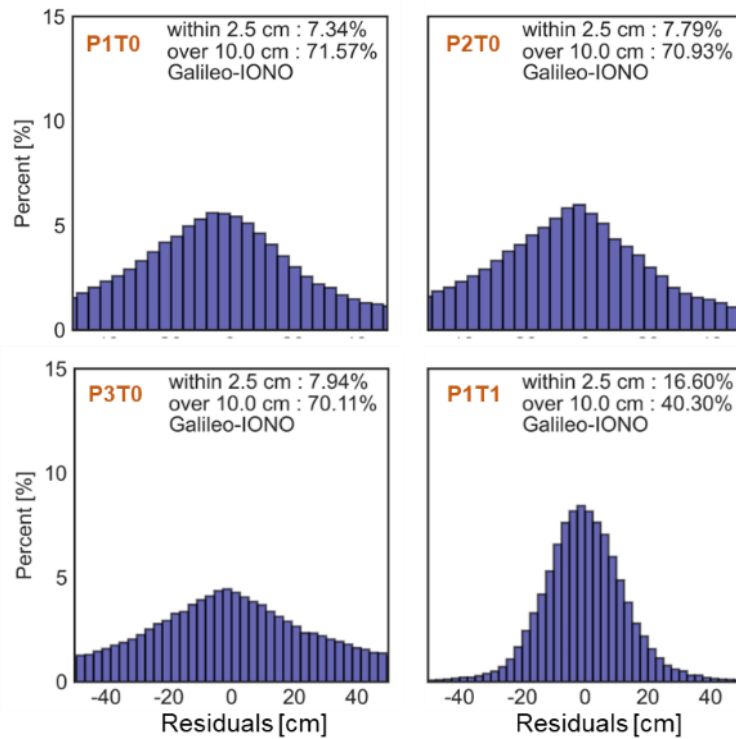 15
P1T0
within 2.5 cm : 7.34%
over 10.0 cm : 71.57%
Galileo-IONO
10
5
0
Percent [%]
P2T0
within 2.5 cm : 7.79%
over 10.0 cm : 70.93%
Galileo-IONO
15
P3T0
within 2.5 cm : 7.94%
over 10.0 cm : 70.11%
Galileo-IONO
10
5
0
Percent [%]
-40 -20 0 20 40
Residuals [cm]
P1T1
within 2.5 cm : 16.60%
over 10.0 cm : 40.30%
Galileo-IONO
-40 -20 0 20 40
Residuals [cm]